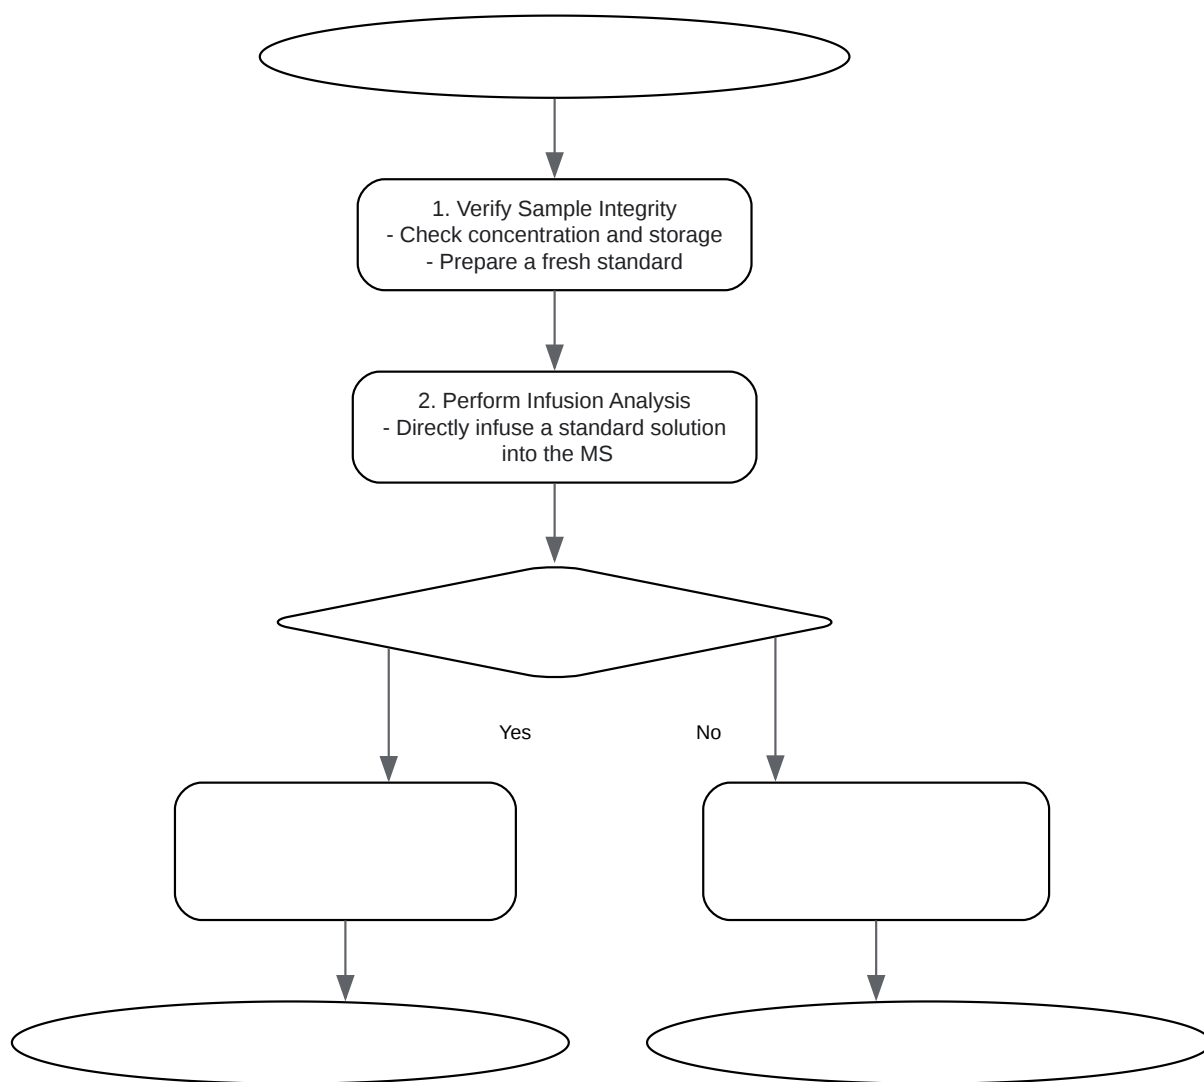 1. Verify Sample Integrity
- Check concentration and storage
- Prepare a fresh standard
2. Perform Infusion Analysis
- Directly infuse a standard solution
into the MS
Yes
No